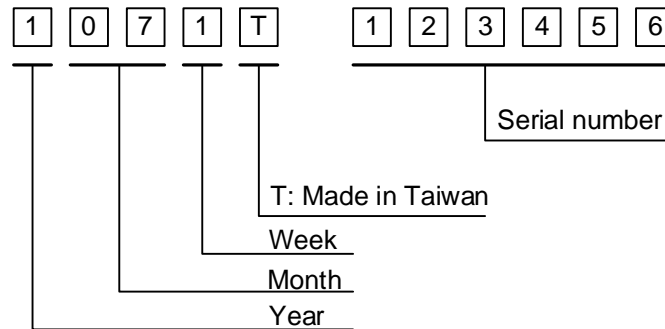 1 0 7 1 T 1 2 3 4 5 6
Serial number
T: Made in Taiwan
Week
Month
Year